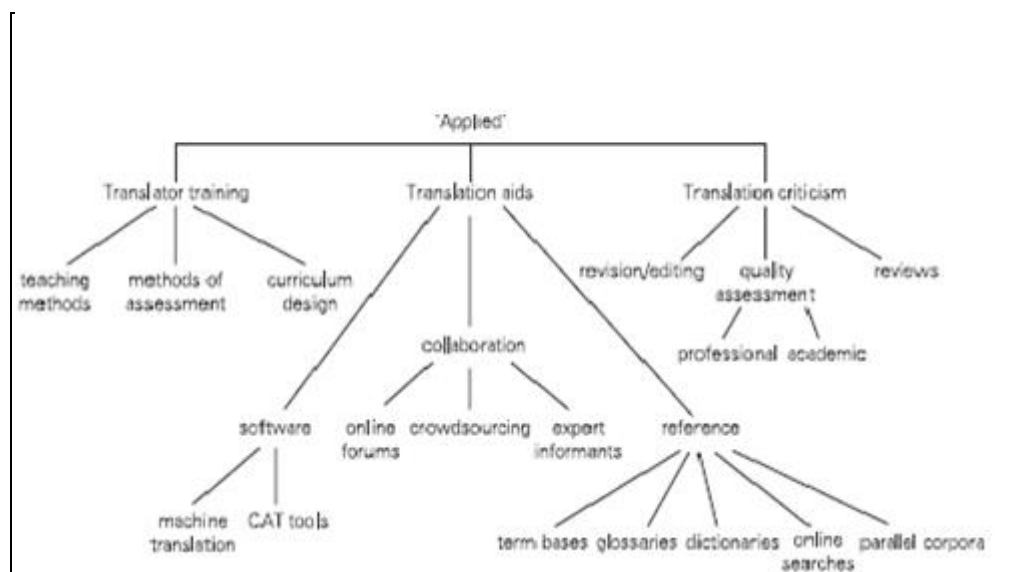 'Applied'
Translator training
Translation aids
Translation criticism
teaching
methods
methods of
assessment
curriculum
design
revision/editing
quality
assessment
reviews
collaboration
professional academic
software
online
forums
crowdsourcing
expert
informants
reference
machine
translation
CAT tools
term bases
glossaries
dictionaries
online
searches
parallel corpora